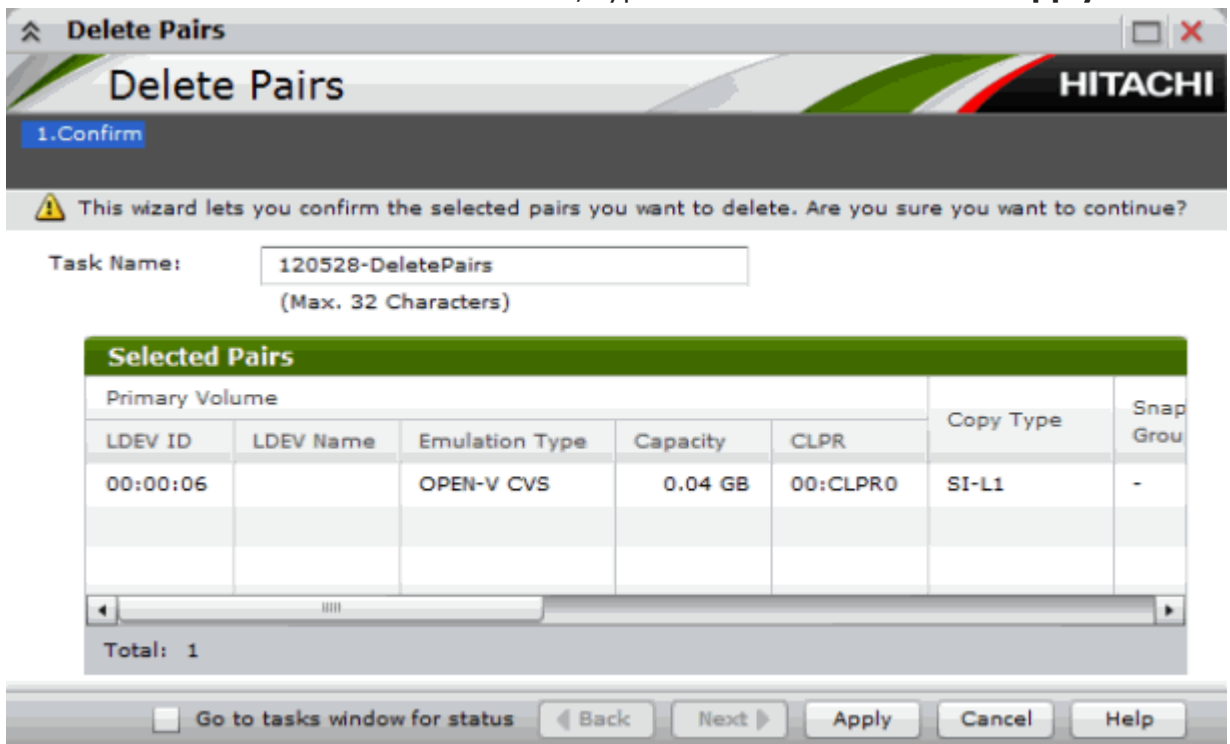 Delete Pairs
Delete Pairs
HITACHI
1.Confirm
This wizard lets you confirm the selected pairs you want to delete. Are you sure you want to continue?
Task Name: 120528-DeletePairs
(Max. 32 Characters)
Selected Pairs
Primary Volume Copy Type Snap
LDEV ID LDEV Name Emulation Type Capacity CLPR Grou
00:00:06 OPEN-V CVS 0.04 GB 00:CLPR0 SI-L1 -
Total: 1
Go to tasks window for status Back Next Apply Cancel Help